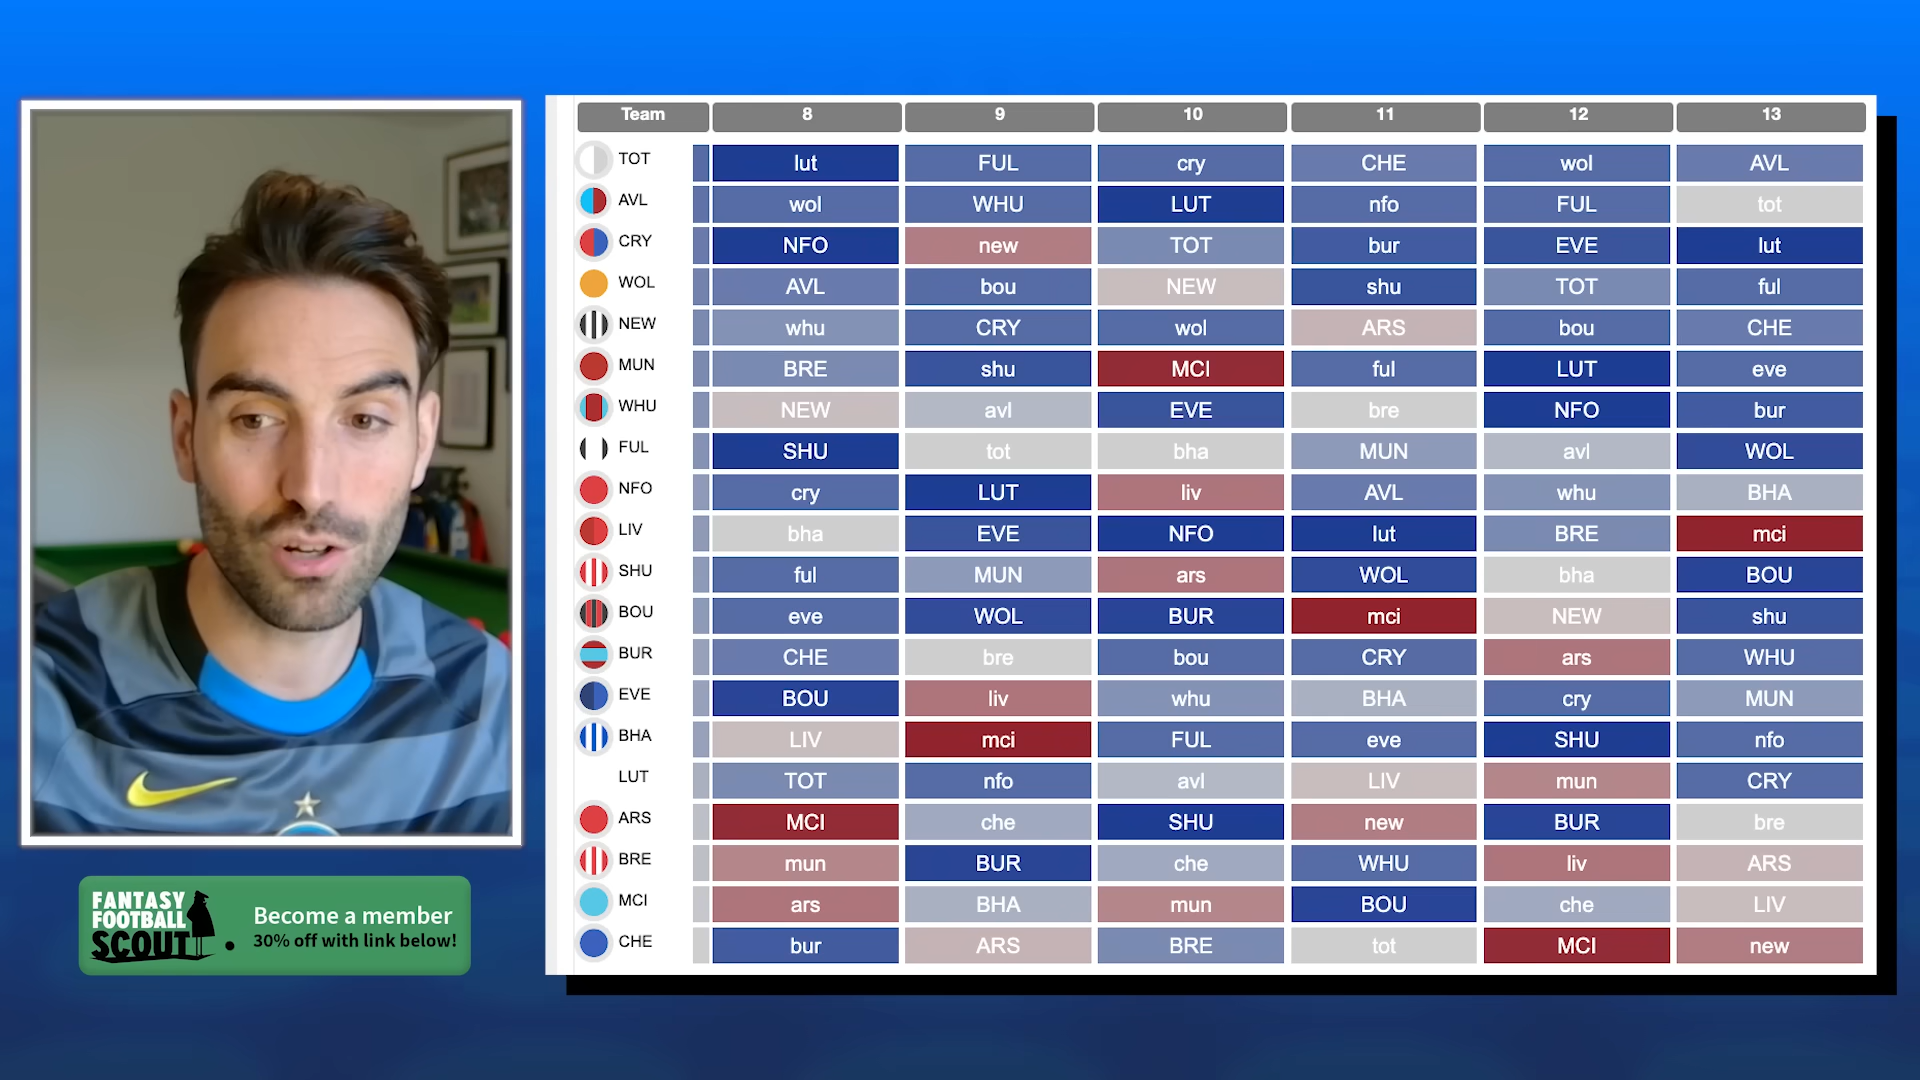 Team 8 9 10 11 12 13
TOT lut FUL cry CHE wol AVL
AVL wol WHU LUT nfo FUL tot
CRY NFO new TOT bur EVE lut
WOL AVL bou NEW shu TOT ful
NEW whu CRY wol ARS bou CHE
MUN BRE shu MCI ful LUT eve
WHU NEW avl EVE bre NFO bur
FUL SHU tot bha MUN avl WOL
NFO cry LUT liv AVL whu BHA
LIV bha EVE NFO lut BRE mci
SHU ful MUN ars WOL bha BOU
BOU eve WOL BUR mci NEW shu
BUR CHE bre bou CRY ars WHU
EVE BOU liv whu BHA cry MUN
BHA LIV mci FUL eve SHU nfo
LUT TOT nfo avl LIV mun CRY
ARS MCI che SHU new BUR bre
BRE mun BUR che WHU liv ARS
MCI ars BHA mun BOU che LIV
CHE bur ARS BRE tot MCI new
FANTASY
FOOTBALL
SCOUT
Become a member
30% off with link below!